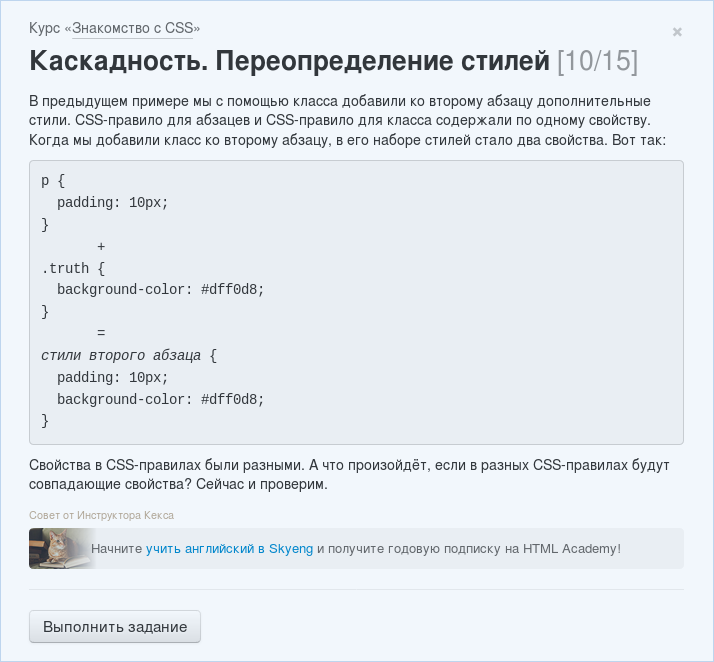 Курс «Знакомство с CSS»
×
Каскадность. Переопределение стилей [10/15]
В предыдущем примере мы с помощью класса добавили ко второму абзацу дополнительные
стили. CSS-правило для абзацев и CSS-правило для класса содержали по одному свойству.
Когда мы добавили класс ко второму абзацу, в его наборе стилей стало два свойства. Вот так:
p {
  padding: 10px;
}
       +
.truth {
  background-color: #dff0d8;
}
       =
стили второго абзаца {
  padding: 10px;
  background-color: #dff0d8;
}
Свойства в CSS-правилах были разными. А что произойдёт, если в разных CSS-правилах будут
совпадающие свойства? Сейчас и проверим.
Совет от Инструктора Кекса
Начните учить английский в Skyeng и получите годовую подписку на HTML Academy!
Выполнить задание